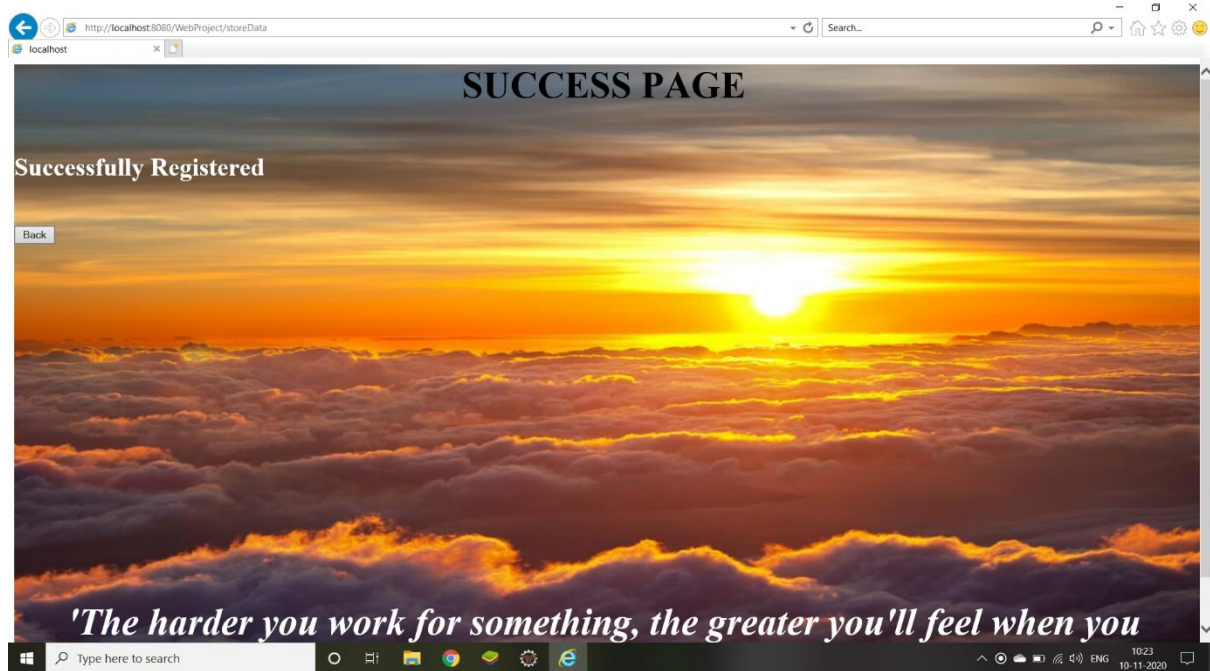 http://localhost:8080/WebProject/storeData
Search...
localhost
SUCCESS PAGE
Successfully Registered
Back
'The harder you work for something, the greater you'll feel when you
Type here to search
ENG
10:23
10-11-2020